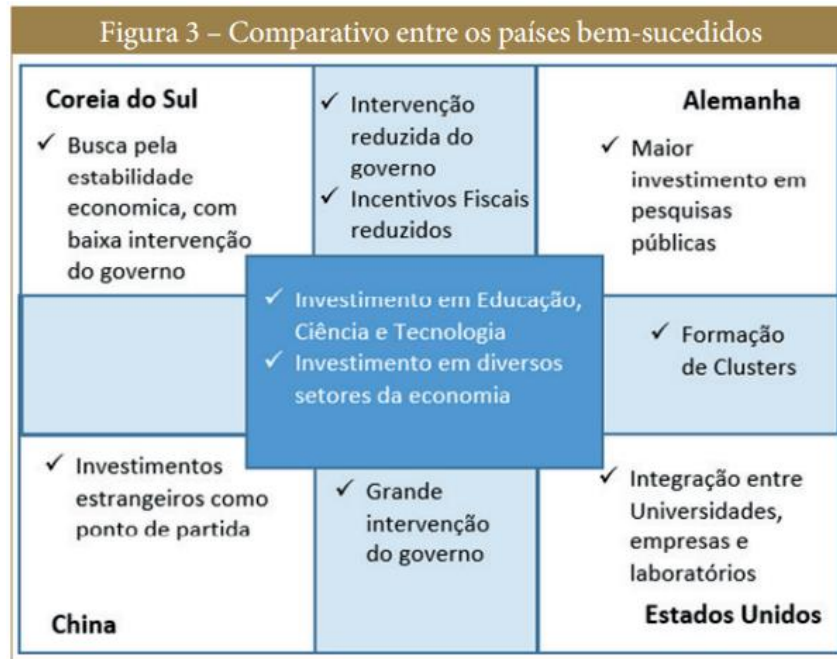 Figura 3 – Comparativo entre os países bem-sucedidos
Coreia do Sul
✓ Busca pela
estabilidade
economica, com
baixa intervenção
do governo
✓ Intervenção
reduzida do
governo
✓ Incentivos Fiscais
reduzidos
Alemanha
✓ Maior
investimento em
pesquisas
públicas
✓ Investimento em Educação,
Ciência e Tecnologia
✓ Investimento em diversos
setores da economia
✓ Formação
de Clusters
✓ Investimentos
estrangeiros como
ponto de partida
China
✓ Grande
intervenção
do governo
✓ Integração entre
Universidades,
empresas e
laboratórios
Estados Unidos